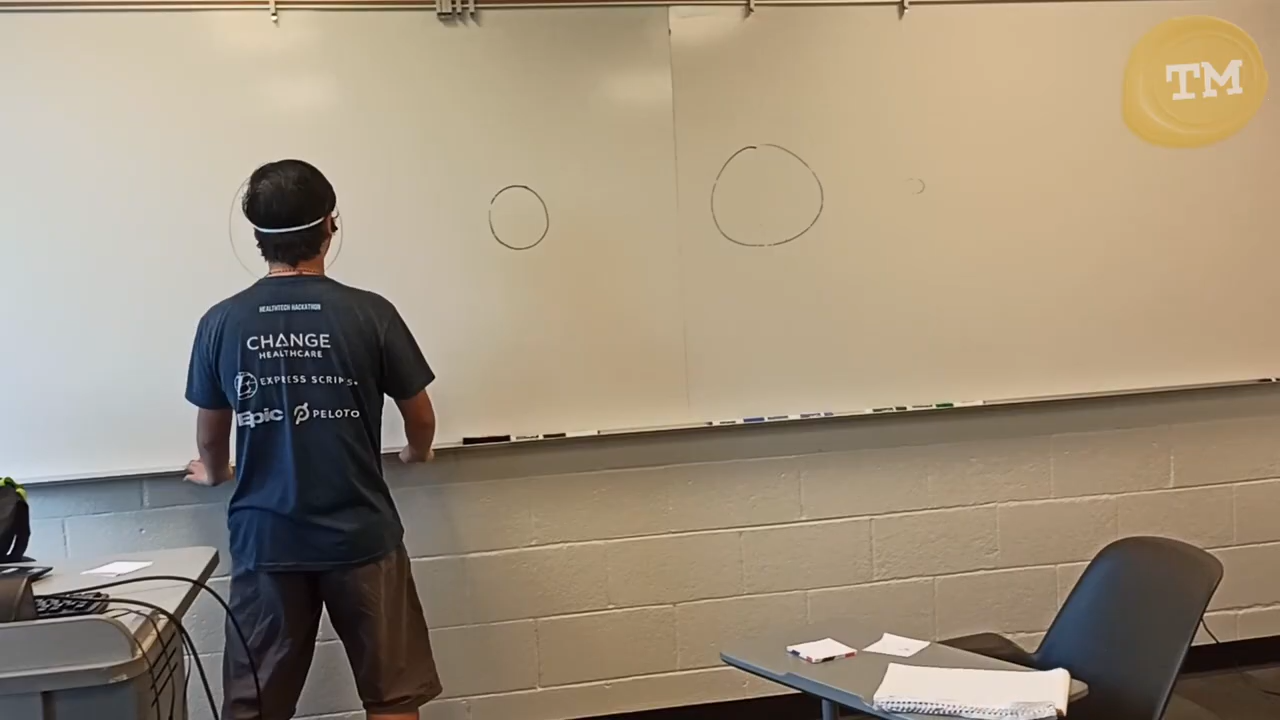 TM
HEALTHTECH HACKATHON
CHANGE
HEALTHCARE
EXPRESS SCRIPTS
Epic PELOTO